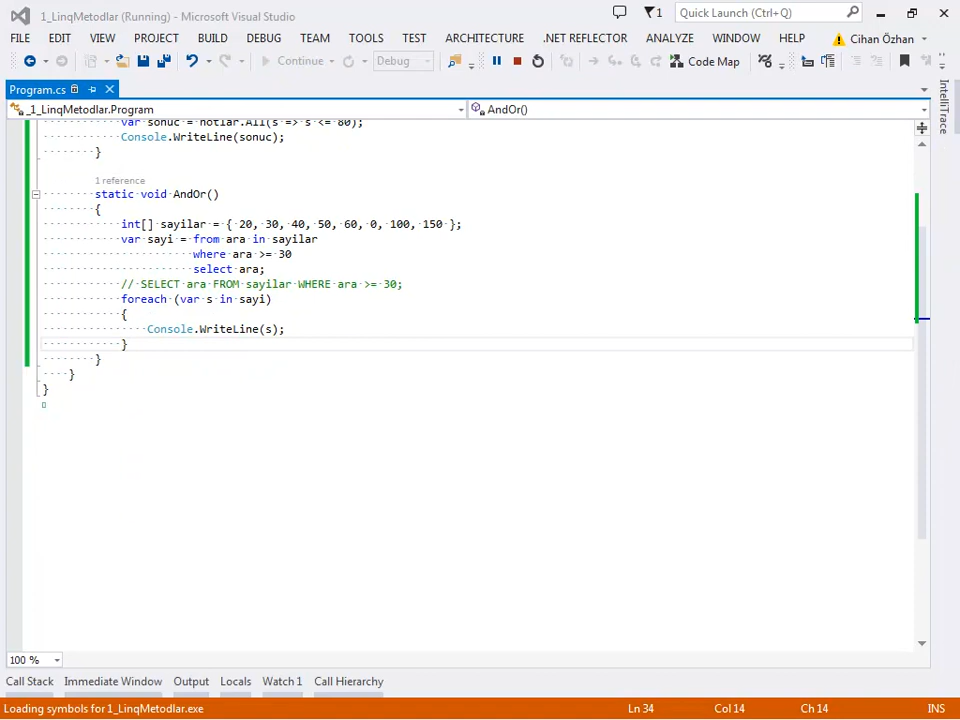 1_LinqMetodlar (Running) - Microsoft Visual Studio
1
Quick Launch (Ctrl+Q)
FILE EDIT VIEW PROJECT BUILD DEBUG TEAM TOOLS TEST ARCHITECTURE .NET REFLECTOR ANALYZE WINDOW HELP Cihan Özhan
Continue Debug Code Map
Program.cs
_1_LinqMetodlar.Program AndOr()
IntelliTrace
var sonuc = notlar.All(s => s <= 80);
Console.WriteLine(sonuc);
}
1 reference
static void AndOr()
{
int[] sayilar = { 20, 30, 40, 50, 60, 0, 100, 150 };
var sayi = from ara in sayilar
where ara >= 30
select ara;
// SELECT ara FROM sayilar WHERE ara >= 30;
foreach (var s in sayi)
{
Console.WriteLine(s);
}
}
}
}
100 %
Call Stack Immediate Window Output Locals Watch 1 Call Hierarchy
Loading symbols for 1_LinqMetodlar.exe Ln 34 Col 14 Ch 14 INS